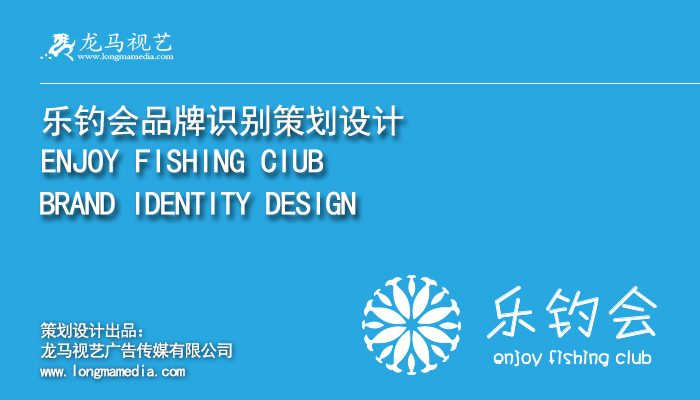 龙马视艺
www.longmamedia.com
乐钓会品牌识别策划设计
ENJOY FISHING ClUB
BRAND IDENTITY DESIGN
乐钓会
enjoy fishing club
策划设计出品：
龙马视艺广告传媒有限公司
www.longmamedia.com